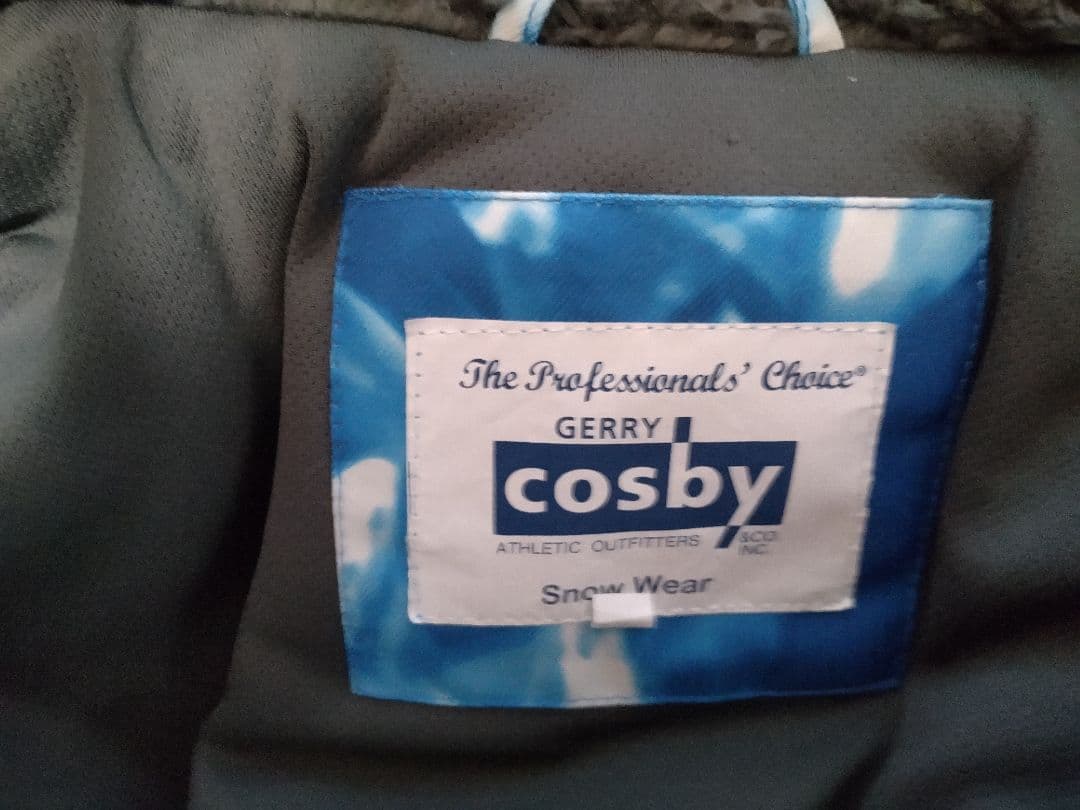 The Professionals' Choice®
GERRY
cosby
ATHLETIC OUTFITTERS &CO.
INC.
Snow Wear